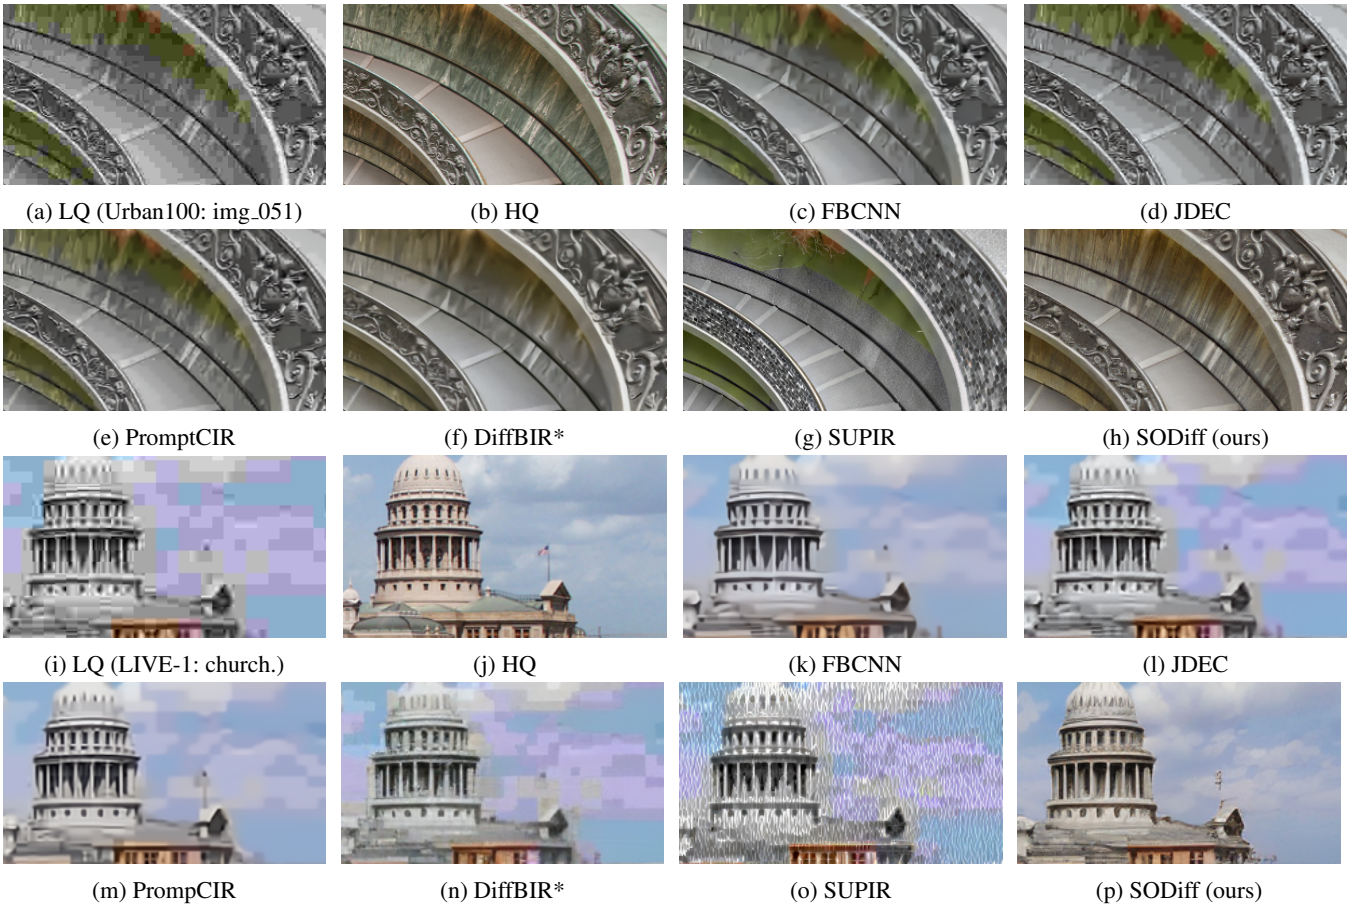 (a) LQ (Urban100: img_051)
(b) HQ
(c) FBCNN
(d) JDEC
(e) PromptCIR
(f) DiffBIR*
(g) SUPIR
(h) SODiff (ours)
(i) LQ (LIVE-1: church.)
(j) HQ
(k) FBCNN
(l) JDEC
(m) PrompCIR
(n) DiffBIR*
(o) SUPIR
(p) SODiff (ours)